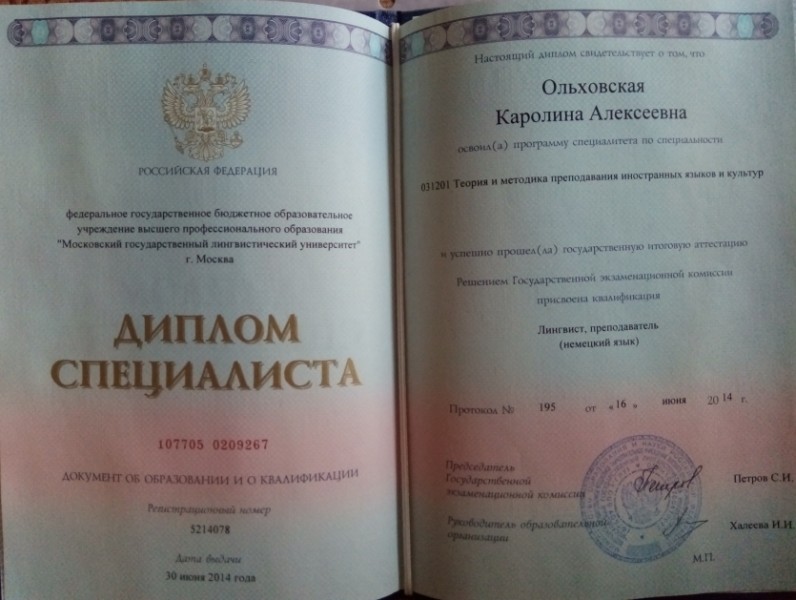 РОССИЙСКАЯ ФЕДЕРАЦИЯ
федеральное государственное бюджетное образовательное
учреждение высшего профессионального образования
"Московский государственный лингвистический университет"
г. Москва
ДИПЛОМ
СПЕЦИАЛИСТА
107705 0209267
ДОКУМЕНТ ОБ ОБРАЗОВАНИИ И О КВАЛИФИКАЦИИ
Регистрационный номер
5214078
Дата выдачи
30 июня 2014 года
Настоящий диплом свидетельствует о том, что
Ольховская
Каролина Алексеевна
освоил(а) программу специалитета по специальности
031201 Теория и методика преподавания иностранных языков и культур
и успешно прошел(ла) государственную итоговую аттестацию
Решением Государственной экзаменационной комиссии
присвоена квалификация
Лингвист, преподаватель
(немецкий язык)
Протокол № 195 от «16» июня 2014 г.
Председатель
Государственной
экзаменационной комиссии
Петров
Петров С.И.
Руководитель образовательной
организации
Халеева И.И.
М.П.